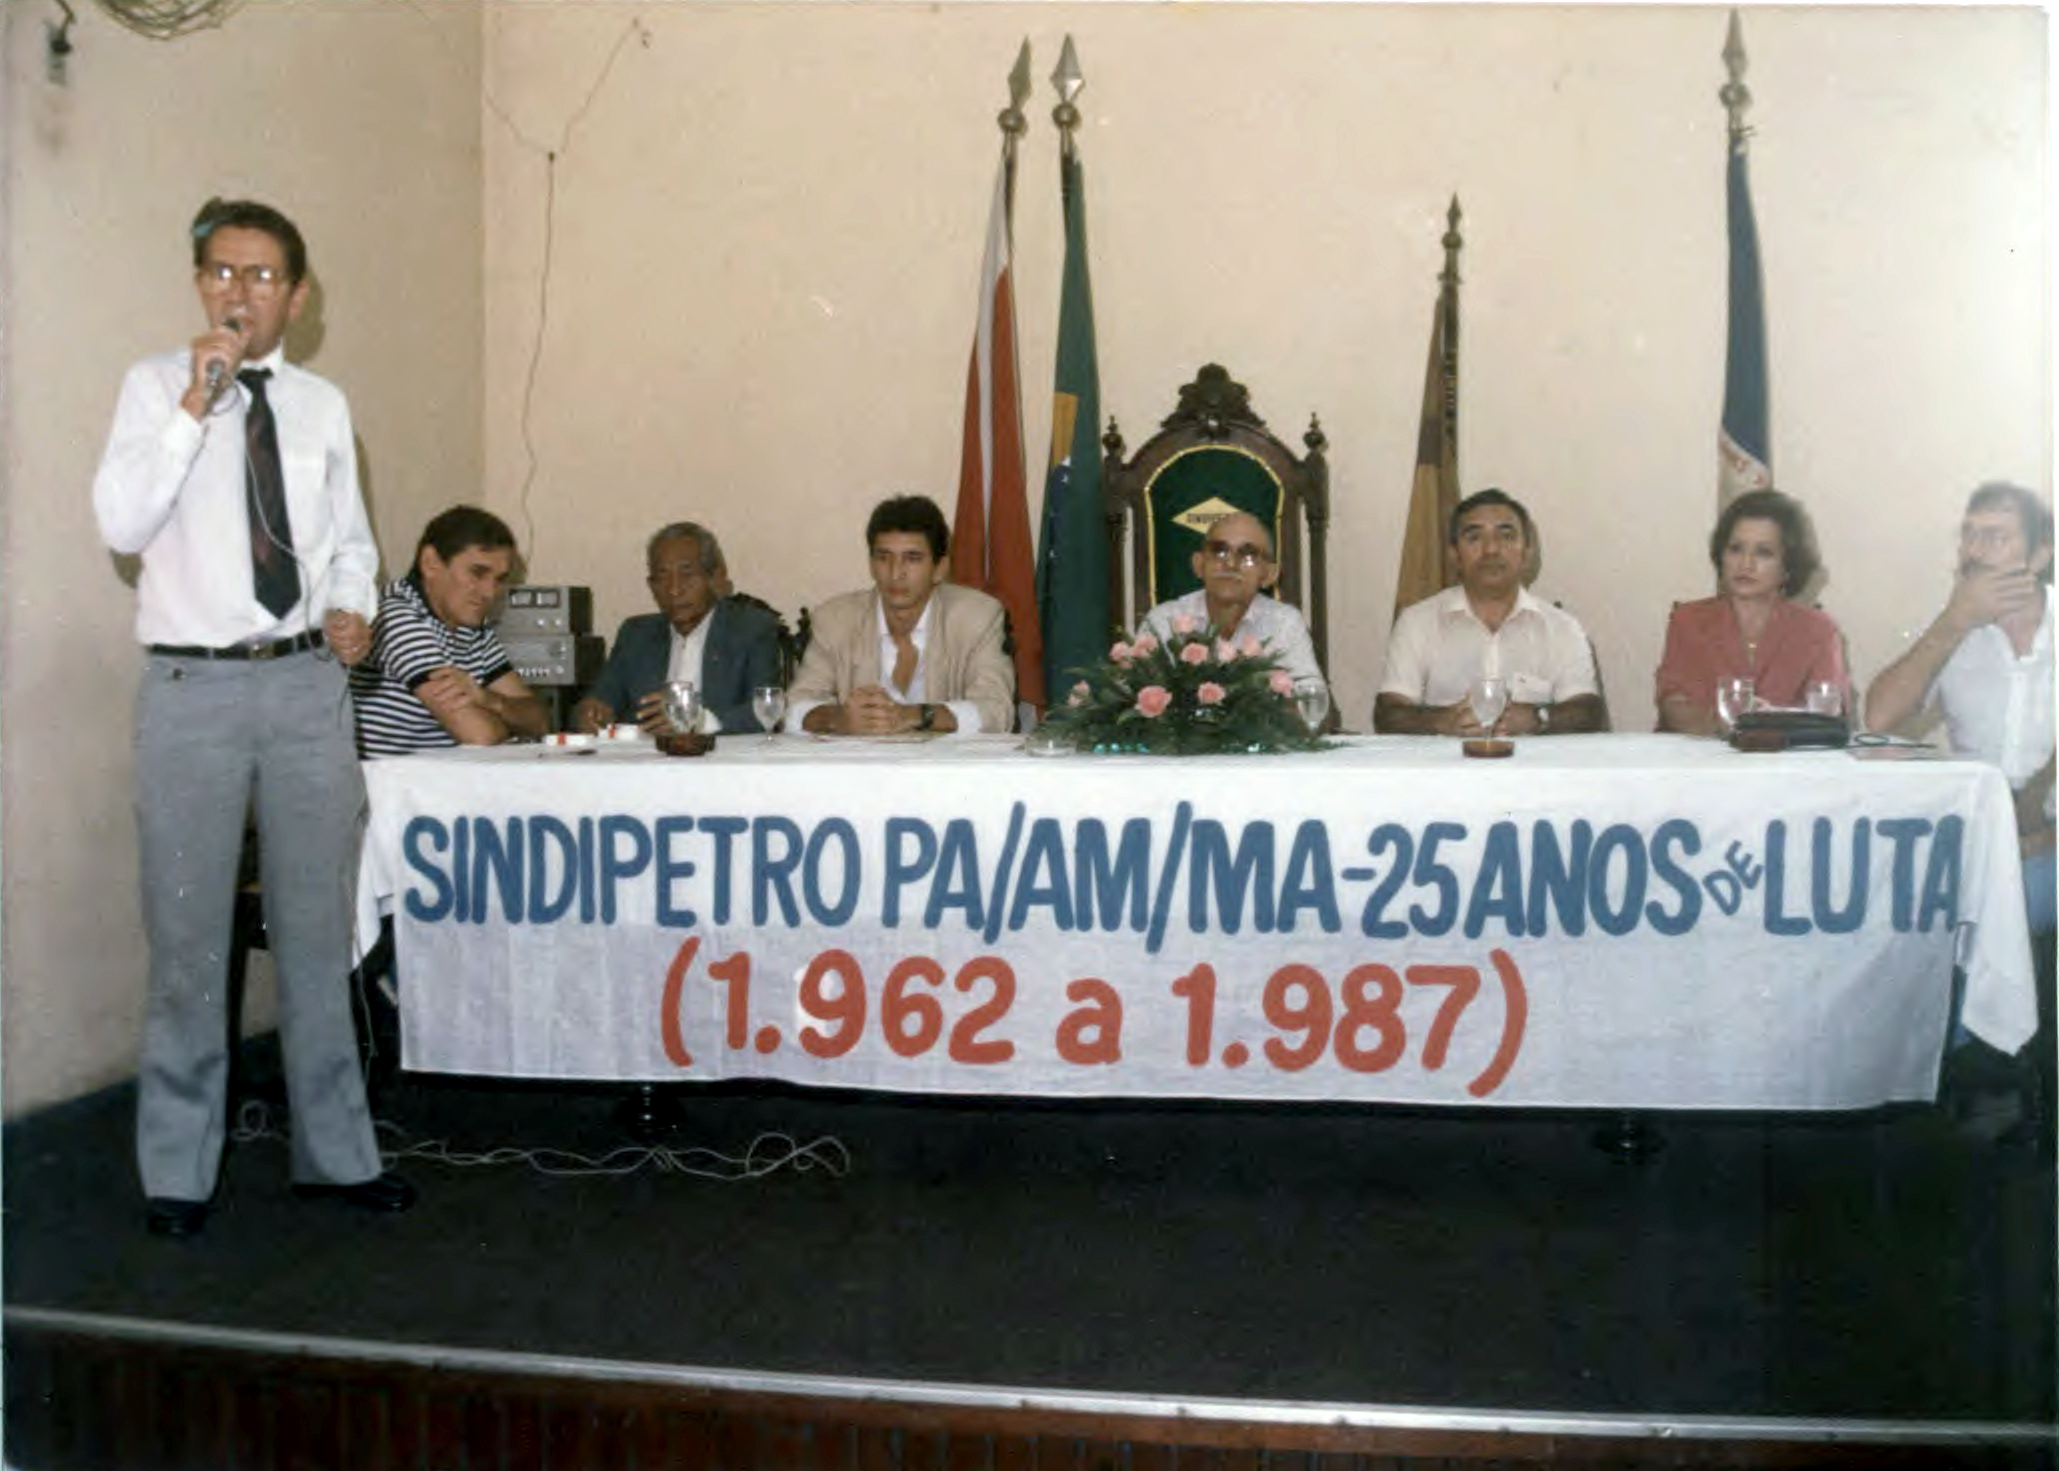 SINDIPETRO PA/AM/MA-25 ANOS DE LUTA
(1.962 a 1.987)